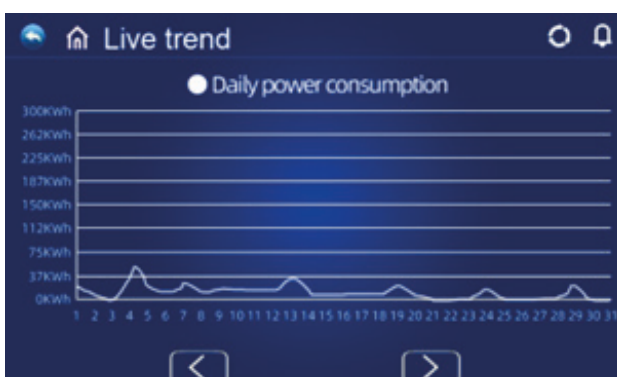 Live trend
Daily power consumption
300KWh
262KWh
225KWh
187KWh
150KWh
112KWh
75KWh
37KWh
0KWh
1 2 3 4 5 6 7 8 9 10 11 12 13 14 15 16 17 18 19 20 21 22 23 24 25 26 27 28 29 30 31